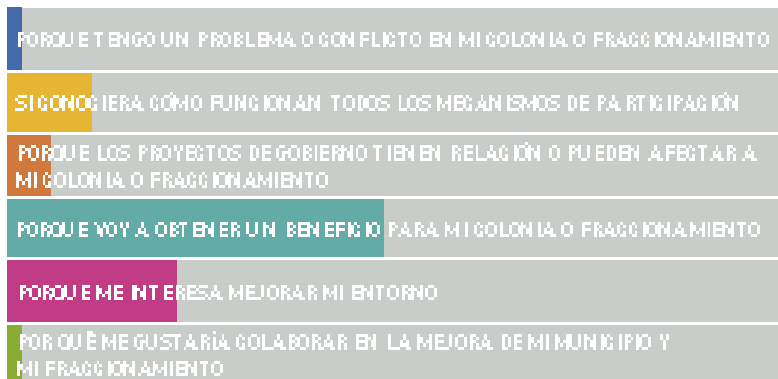 PORQUE TENGO UN PROBLEMA O CONFLICTO EN MI COLONIA O FRACCIONAMIENTO
SI CONOCIERA CÓMO FUNCIONAN TODOS LOS MECANISMOS DE PARTICIPACIÓN
PORQUE LOS PROYECTOS DE GOBIERNO TIENEN RELACIÓN O PUEDEN AFECTAR A
MI COLONIA O FRACCIONAMIENTO
PORQUE VOY A OBTENER UN BENEFICIO PARA MI COLONIA O FRACCIONAMIENTO
PORQUE ME INTERESA MEJORAR MI ENTORNO
PORQUÉ ME GUSTARÍA COLABORAR EN LA MEJORA DE MI MUNICIPIO Y
MI FRACCIONAMIENTO